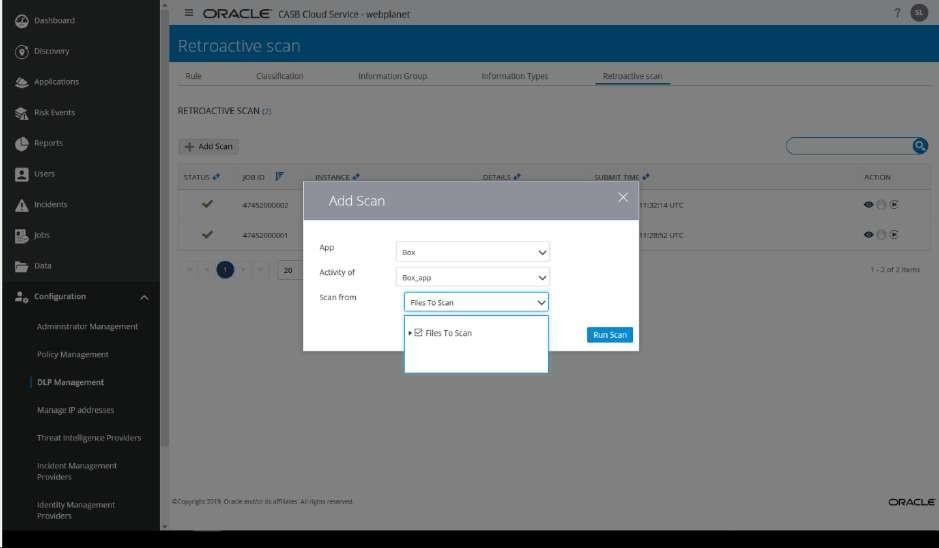 Dashboard
Discovery
Applications
Risk Events
Reports
Users
Incidents
Jobs
Data
Configuration
Administrator Management
Policy Management
DLP Management
Manage IP addresses
Threat Intelligence Providers
Incident Management
Providers
Identity Management
Providers
ORACLE CASB Cloud Service - webplanet
? SL
Retroactive scan
Rule Classification Information Group Information Types Retroactive scan
RETROACTIVE SCAN (2)
Add Scan
STATUS JOB ID INSTANCE DETAILS SUBMIT TIME ACTION
47452000002 11:32:14 UTC
47452000001 11:28:52 UTC
1 20 1 - 2 of 2 items
Add Scan
App Box
Activity of Box_app
Scan from Files To Scan
Files To Scan
Run Scan
©Copyright 2019, Oracle and/or its affiliates. All rights reserved.
ORACLE